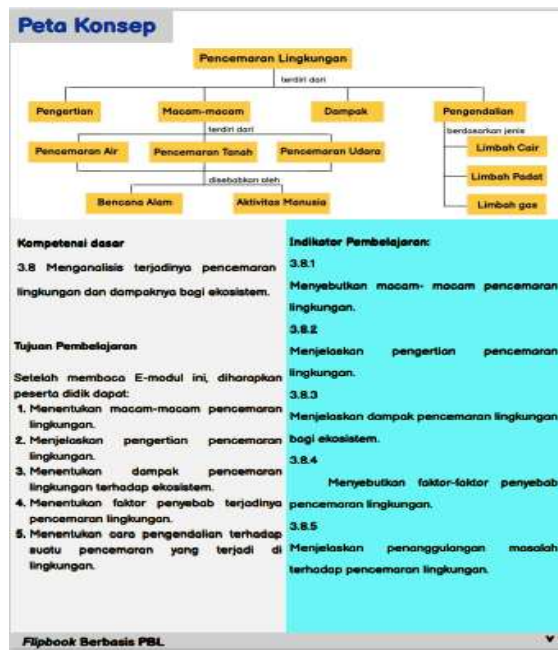 Peta Konsep
Pencemaran Lingkungan
terdiri dari
Pengertian
Macam-macam
Dampak
Pengendalian
terdiri dari
berdasarkan jenis
Pencemaran Air
Pencemaran Tanah
Pencemaran Udara
Limbah Cair
Limbah Padat
disebabkan oleh
Bencana Alam
Aktivitas Manusia
Limbah gas
Kompetensi dasar
3.8 Menganalisis terjadinya pencemaran
lingkungan dan dampaknya bagi ekosistem.
Tujuan Pembelajaran
Setelah membaca E-modul ini, diharapkan
peserta didik dapat:
1. Menentukan macam-macam pencemaran
lingkungan.
2. Menjelaskan pengertian pencemaran
lingkungan.
3. Menentukan dampak pencemaran
lingkungan terhadap ekosistem.
4. Menentukan faktor penyebab terjadinya
pencemaran lingkungan.
5. Menentukan cara pengendalian terhadap
suatu pencemaran yang terjadi di
lingkungan.
Indikator Pembelajaran:
3.8.1
Menyebutkan macam- macam pencemaran
lingkungan.
3.8.2
Menjelaskan pengertian pencemaran
lingkungan.
3.8.3
Menjelaskan dampak pencemaran lingkungan
bagi ekosistem.
3.8.4
Menyebutkan faktor-faktor penyebab
pencemaran lingkungan.
3.8.5
Menjelaskan penanggulangan masalah
terhadap pencemaran lingkungan.
Flipbook Berbasis PBL
v